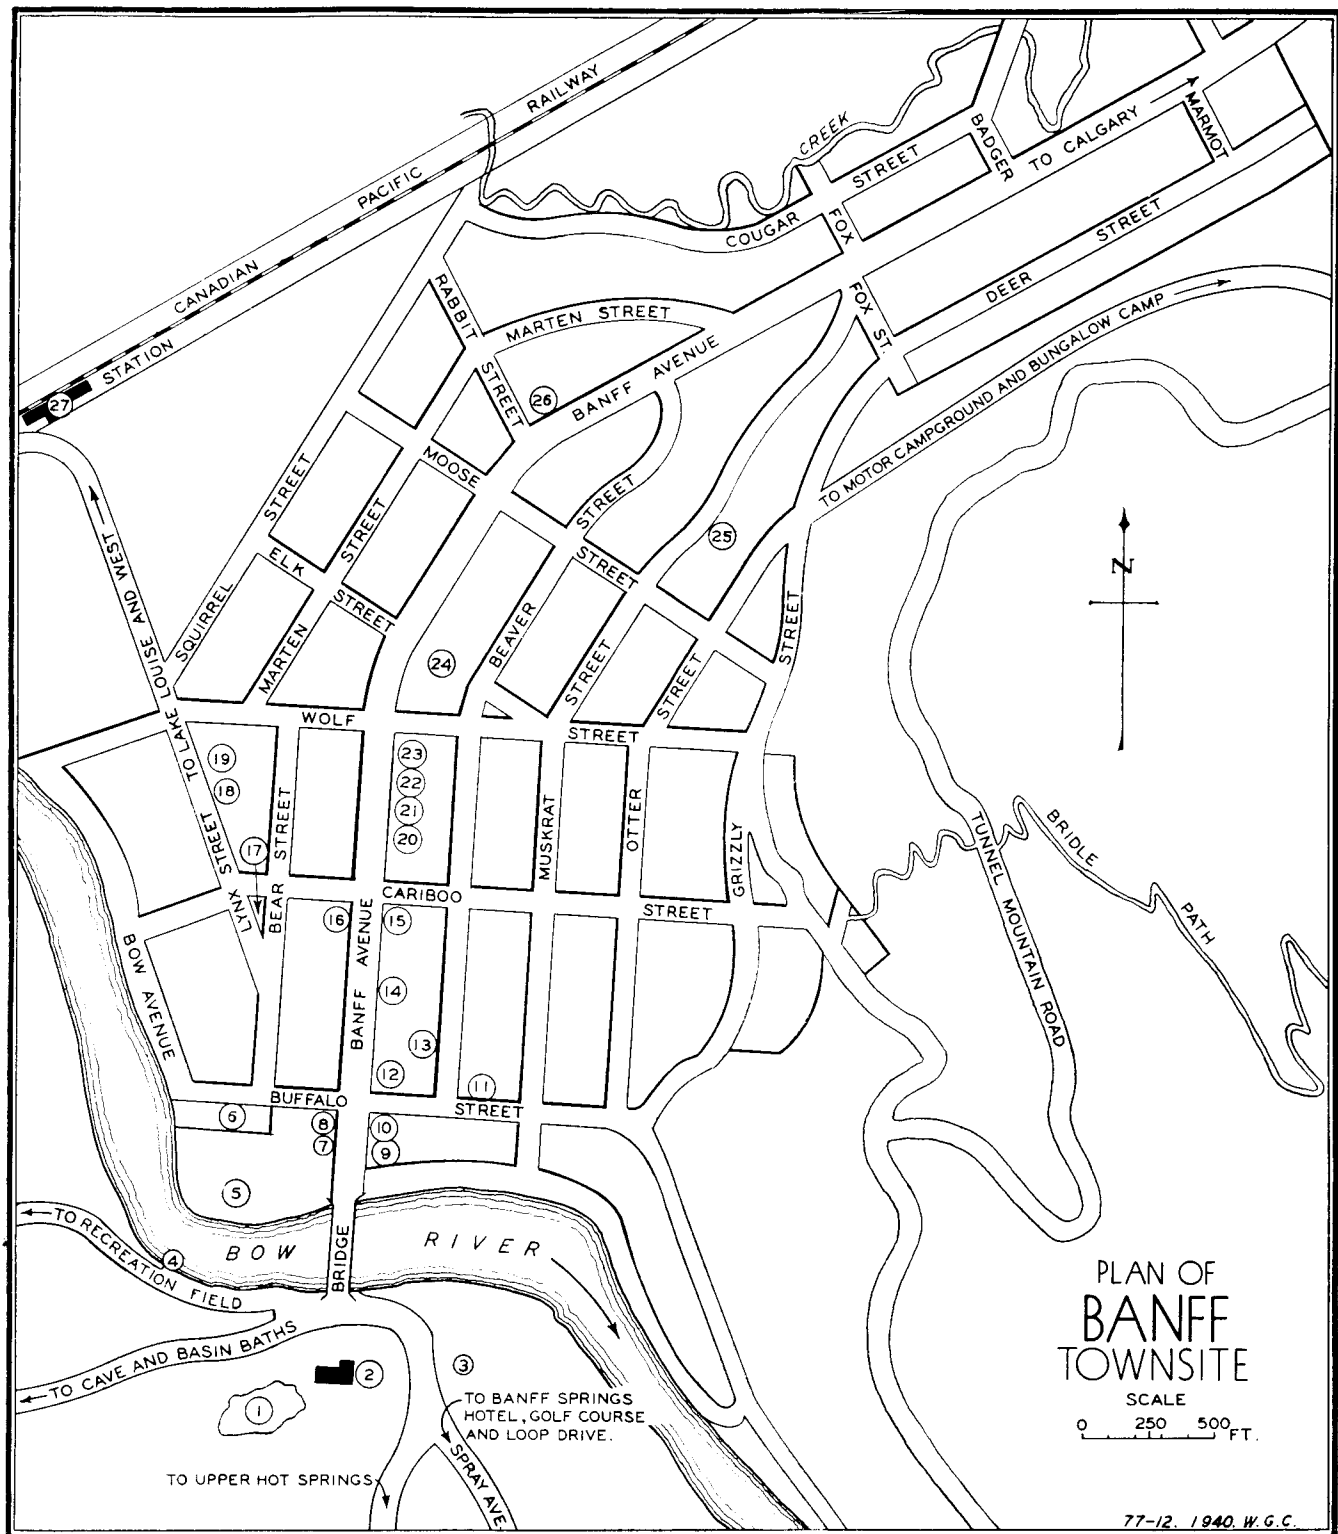 CANADIAN PACIFIC RAILWAY
STATION
27
CREEK
COUGAR STREET
BADGER
TO CALGARY
MARMOT
FOX
FOX ST.
DEER STREET
RABBIT STREET
MARTEN STREET
26
BANFF AVENUE
TO MOTOR CAMPGROUND AND BUNGALOW CAMP
MOOSE STREET
SQUIRREL STREET
ELK STREET
MARTEN STREET
BEAVER STREET
25
STREET
MUSKRAT STREET
OTTER STREET
24
N
TO LAKE LOUISE AND WEST
WOLF STREET
19
18
17
LYNX STREET
BEAR STREET
23
22
21
20
GRIZZLY
CARIBOO STREET
16
15
14
13
12
11
BANFF AVENUE
BOW AVENUE
TUNNEL MOUNTAIN ROAD
BRIDLE PATH
BUFFALO STREET
6
8
7
10
9
5
4
BOW RIVER
BRIDGE
TO RECREATION FIELD
TO CAVE AND BASIN BATHS
1
2
3
TO BANFF SPRINGS
HOTEL, GOLF COURSE
AND LOOP DRIVE.
SPRAY AVE.
TO UPPER HOT SPRINGS
PLAN OF
BANFF
TOWNSITE
SCALE
0 250 500 FT.
77-12. 1940. W.G.C.